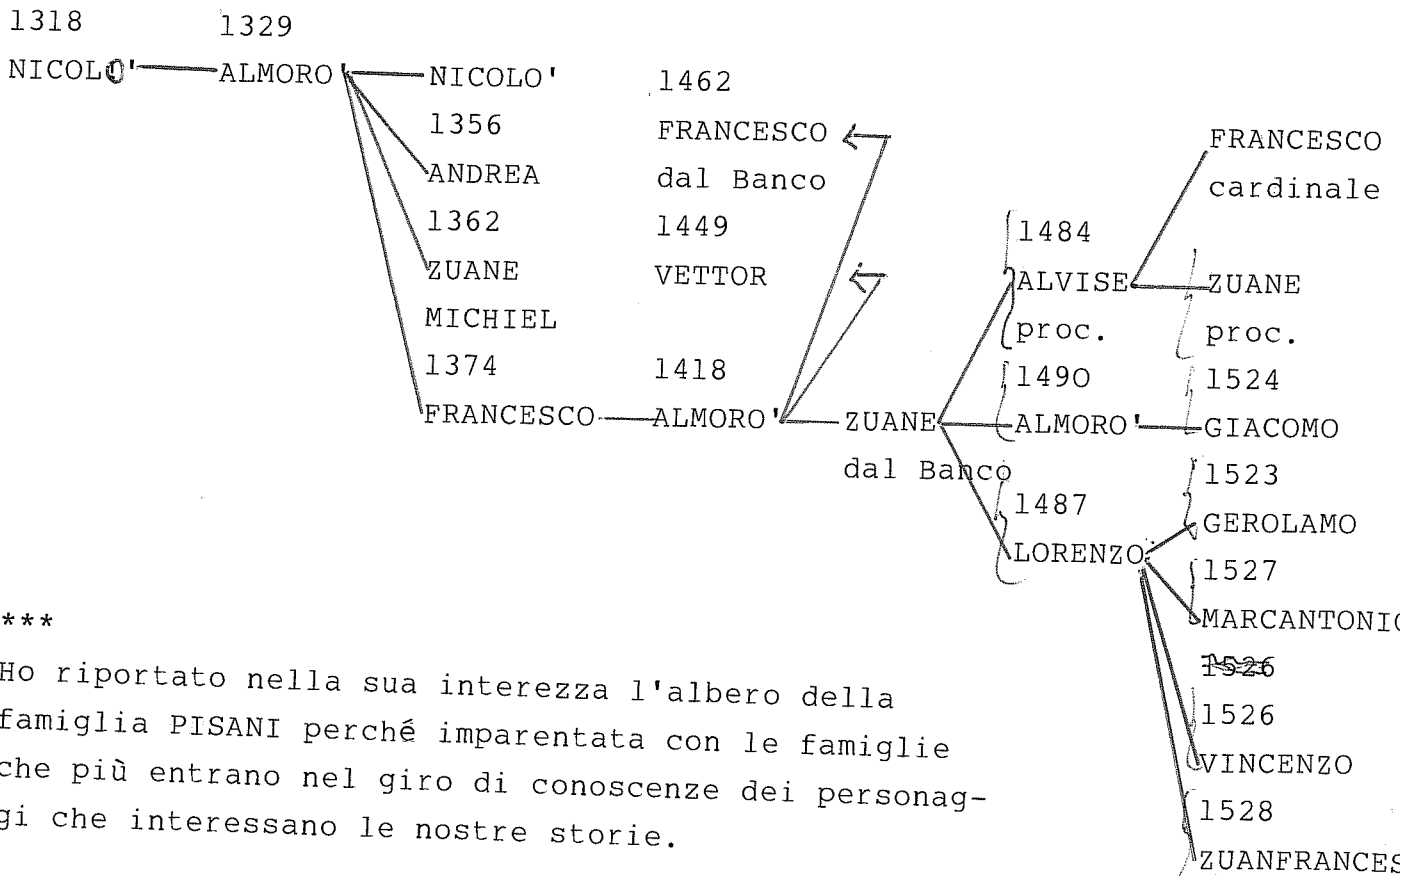 1318
NICOLO'
1329
ALMORO'
NICOLO'
1356
ANDREA
1362
ZUANE
MICHIEL
1374
FRANCESCO
1462
FRANCESCO
dal Banco
1449
VETTOR
1418
ALMORO'
ZUANE
dal Banco
1484
ALVISE
proc.
1490
ALMORO'
1487
LORENZO
FRANCESCO
cardinale
ZUANE
proc.
1524
GIACOMO
1523
GEROLAMO
1527
MARCANTONIO
1526
1526
VINCENZO
1528
ZUANFRANCES
***
Ho riportato nella sua interezza l'albero della
famiglia PISANI perché imparentata con le famiglie
che più entrano nel giro di conoscenze dei personag-
gi che interessano le nostre storie.